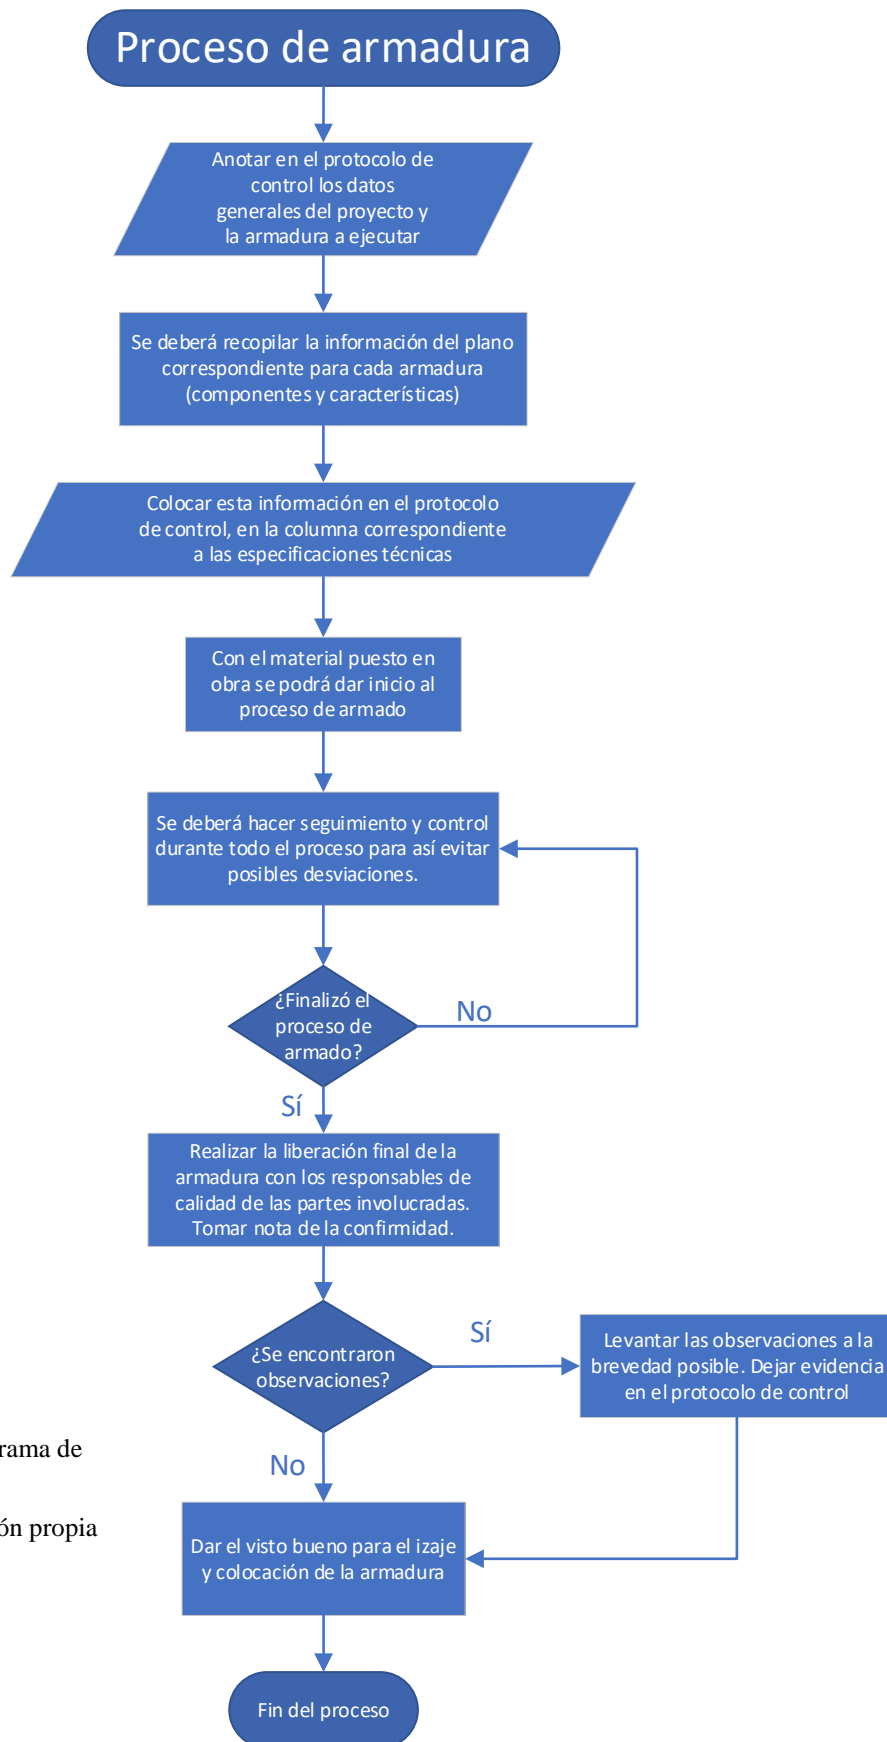 Proceso de armadura
Anotar en el protocolo de
control los datos
generales del proyecto y
la armadura a ejecutar
Se deberá recopilar la información del plano
correspondiente para cada armadura
(componentes y características)
Colocar esta información en el protocolo
de control, en la columna correspondiente
a las especificaciones técnicas
Con el material puesto en
obra se podrá dar inicio al
proceso de armado
Se deberá hacer seguimiento y control
durante todo el proceso para así evitar
posibles desviaciones.
¿Finalizó el
proceso de
armado?
No
Sí
Realizar la liberación final de la
armadura con los responsables de
calidad de las partes involucradas.
Tomar nota de la confirmidad.
¿Se encontraron
observaciones?
Sí
Levantar las observaciones a la
brevedad posible. Dejar evidencia
en el protocolo de control
rama de
No
ón propia
Dar el visto bueno para el izaje
y colocación de la armadura
Fin del proceso